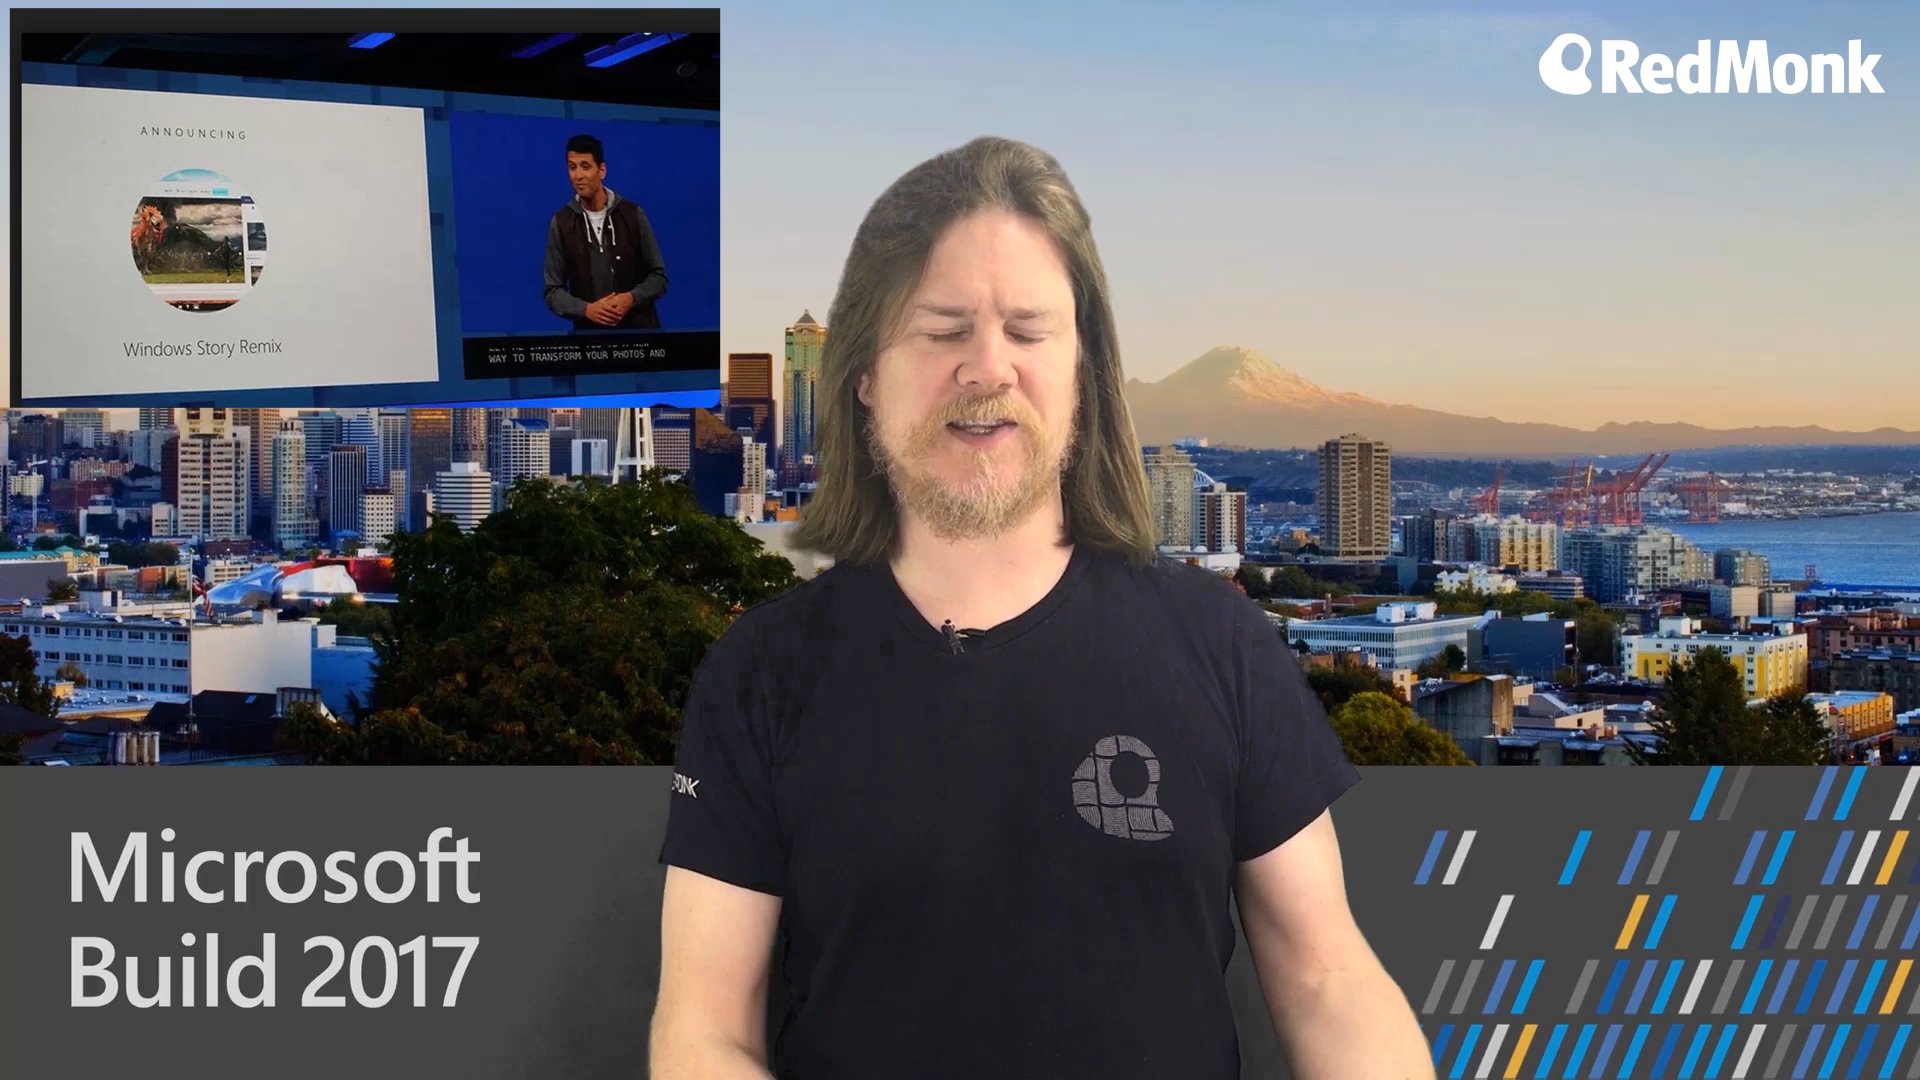 ANNOUNCING
Windows Story Remix
WAY TO TRANSFORM YOUR PHOTOS AND
RedMonk
Microsoft
Build 2017